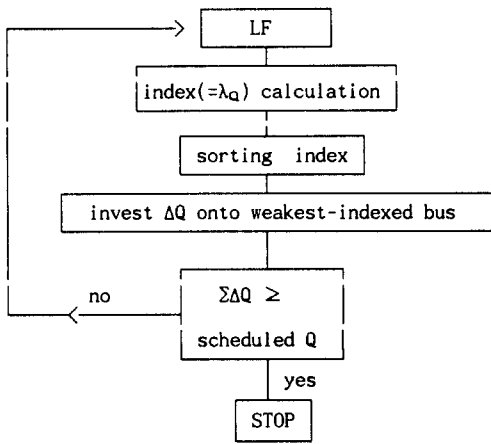 LF
index(=λQ) calculation
sorting index
invest ΔQ onto weakest-indexed bus
no
ΣΔQ ≥
scheduled Q
yes
STOP